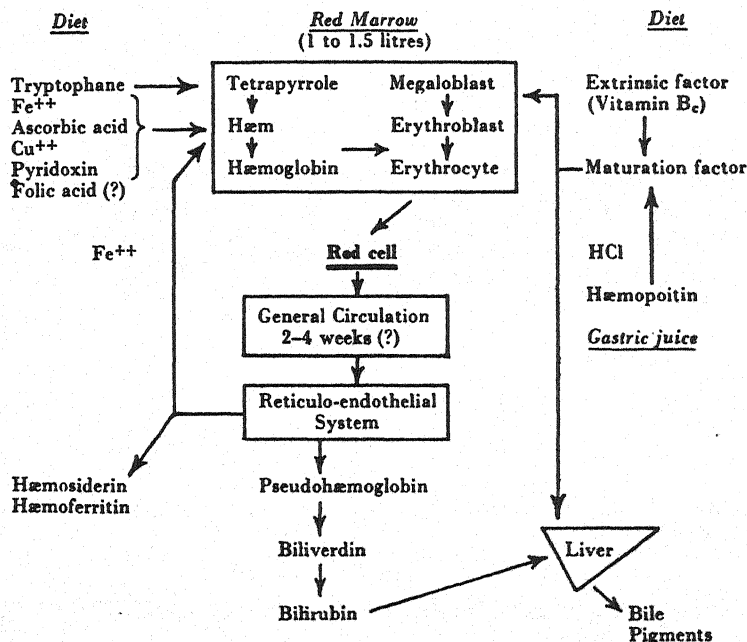 Diet
Red Marrow
(1 to 1.5 litres)
Diet
Tryptophane
Fe++
Ascorbic acid
Cu++
Pyridoxin
Folic acid (?)
Tetrapyrrole
Hæm
Hæmoglobin
Megaloblast
Erythroblast
Erythrocyte
Extrinsic factor
(Vitamin Bc)
Maturation factor
HCl
Hæmopoitin
Gastric juice
Fe++
Red cell
General Circulation
2–4 weeks (?)
Reticulo-endothelial
System
Hæmosiderin
Hæmoferritin
Pseudohæmoglobin
Biliverdin
Bilirubin
Liver
Bile
Pigments